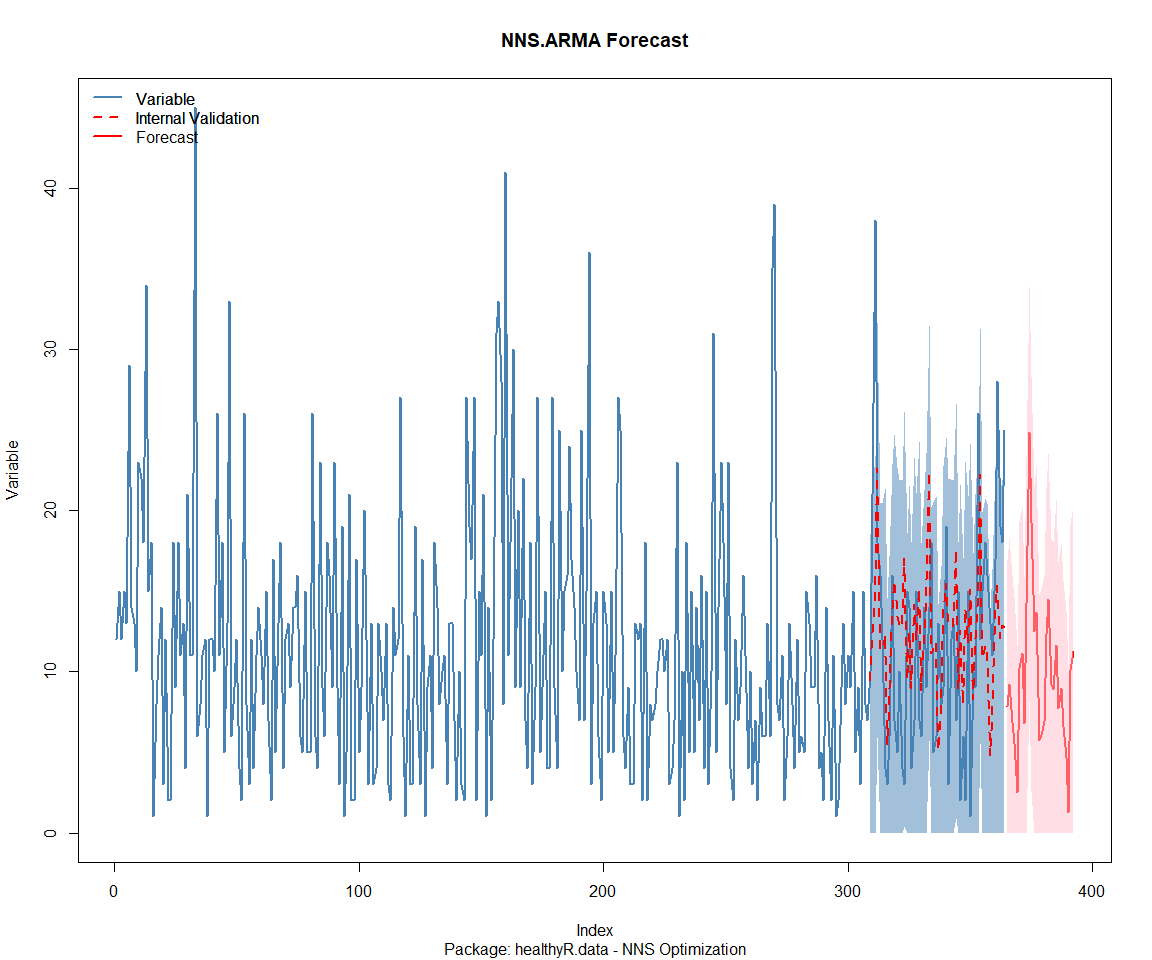 NNS.ARMA Forecast
Variable
Internal Validation
Forecast
Variable
40
30
20
10
0
0 100 200 300 400
Index
Package: healthyR.data - NNS Optimization